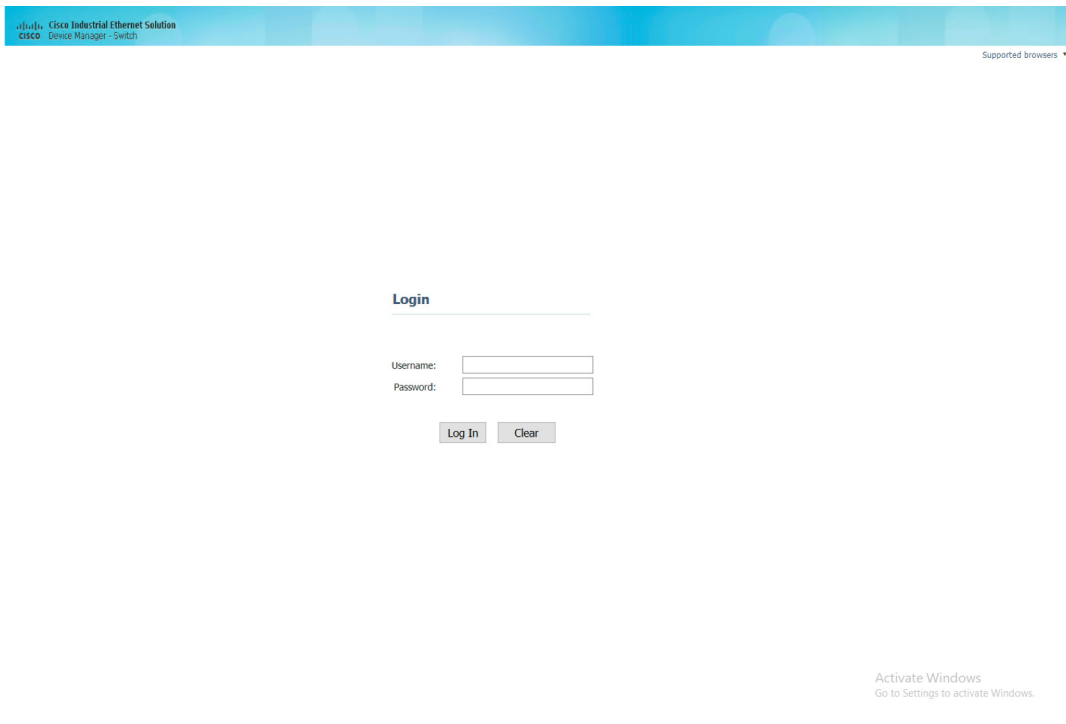 Cisco Industrial Ethernet Solution
CISCO Device Manager - Switch
Supported browsers
Login
Username:
Password:
Log In Clear
Activate Windows
Go to Settings to activate Windows.